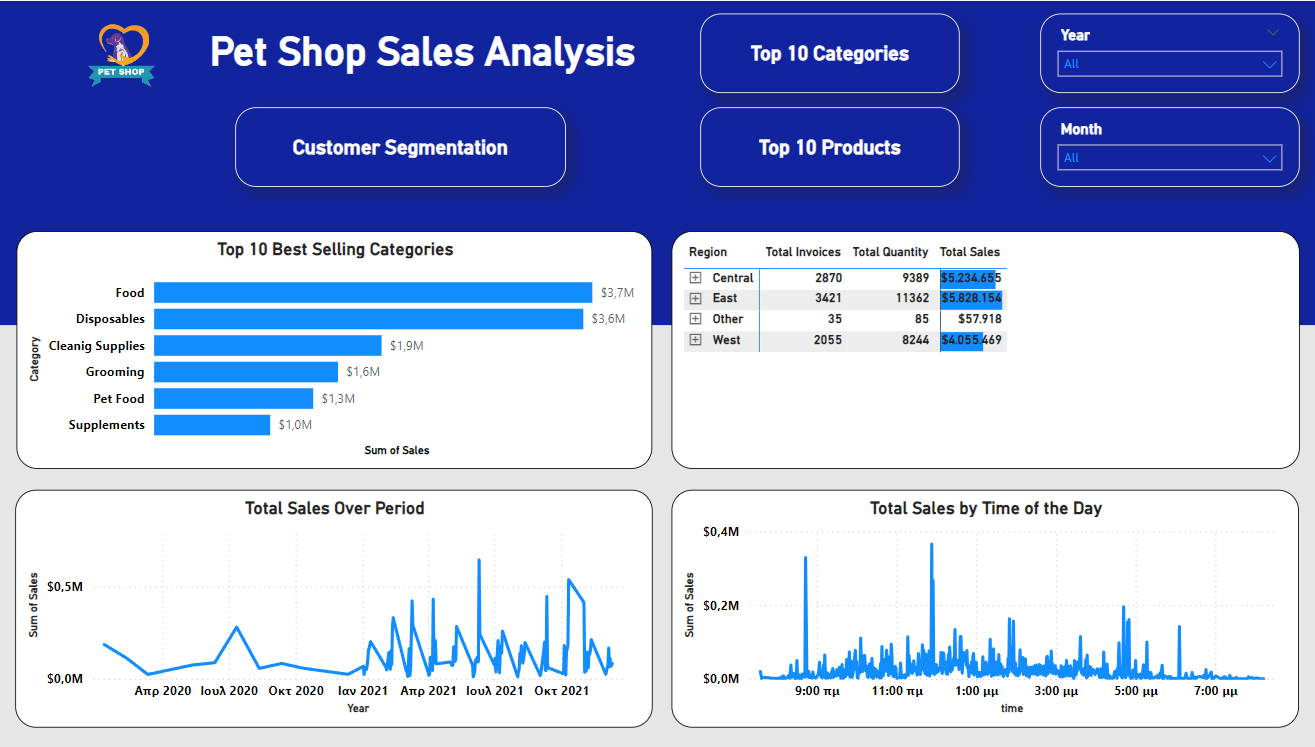 PET SHOP
Pet Shop Sales Analysis
Top 10 Categories
Year
All
Customer Segmentation
Top 10 Products
Month
All
Top 10 Best Selling Categories
Category
Food $3,7M
Disposables $3,6M
Cleanig Supplies $1,9M
Grooming $1,6M
Pet Food $1,3M
Supplements $1,0M
Sum of Sales
Region Total Invoices Total Quantity Total Sales
Central 2870 9389 $5.234.655
East 3421 11362 $5.828.154
Other 35 85 $57.918
West 2055 8244 $4.055.469
Total Sales Over Period
Sum of Sales
$0,5M
$0,0M
Απρ 2020 Ιουλ 2020 Οκτ 2020 Ιαν 2021 Απρ 2021 Ιουλ 2021 Οκτ 2021
Year
Total Sales by Time of the Day
Sum of Sales
$0,4M
$0,2M
$0,0M
9:00 πμ 11:00 πμ 1:00 μμ 3:00 μμ 5:00 μμ 7:00 μμ
time